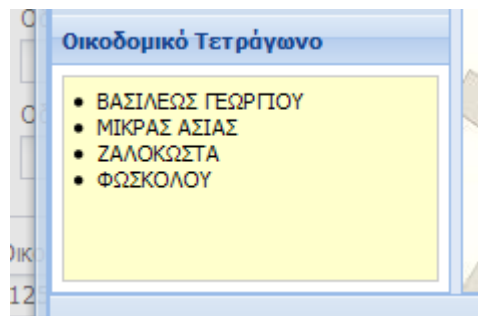 Οικοδομικό Τετράγωνο
• ΒΑΣΙΛΕΩΣ ΓΕΩΡΓΙΟΥ
• ΜΙΚΡΑΣ ΑΣΙΑΣ
• ΖΑΛΟΚΩΣΤΑ
• ΦΩΣΚΟΛΟΥ